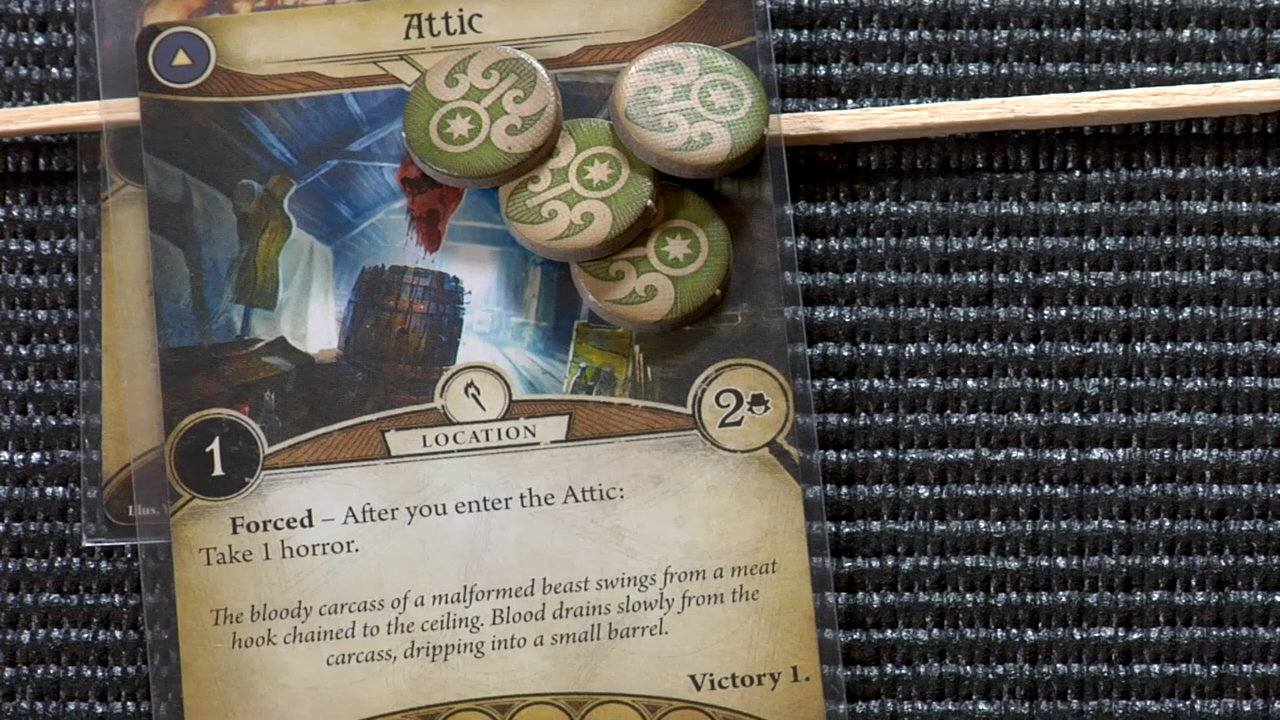 Attic
LOCATION
1
2
Forced – After you enter the Attic:
Take 1 horror.
The bloody carcass of a malformed beast swings from a meat
hook chained to the ceiling. Blood drains slowly from the
carcass, dripping into a small barrel.
Victory 1.
Illus.